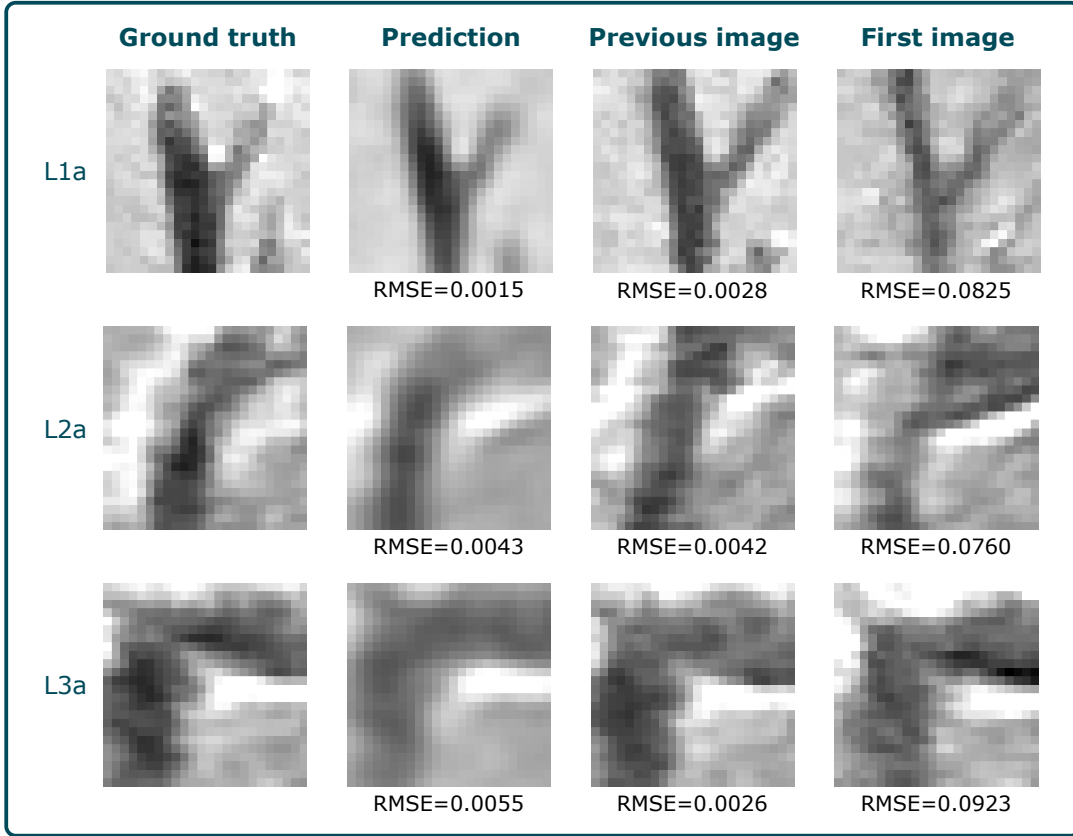 Ground truth Prediction Previous image First image
L1a
RMSE=0.0015 RMSE=0.0028 RMSE=0.0825
L2a
RMSE=0.0043 RMSE=0.0042 RMSE=0.0760
L3a
RMSE=0.0055 RMSE=0.0026 RMSE=0.0923